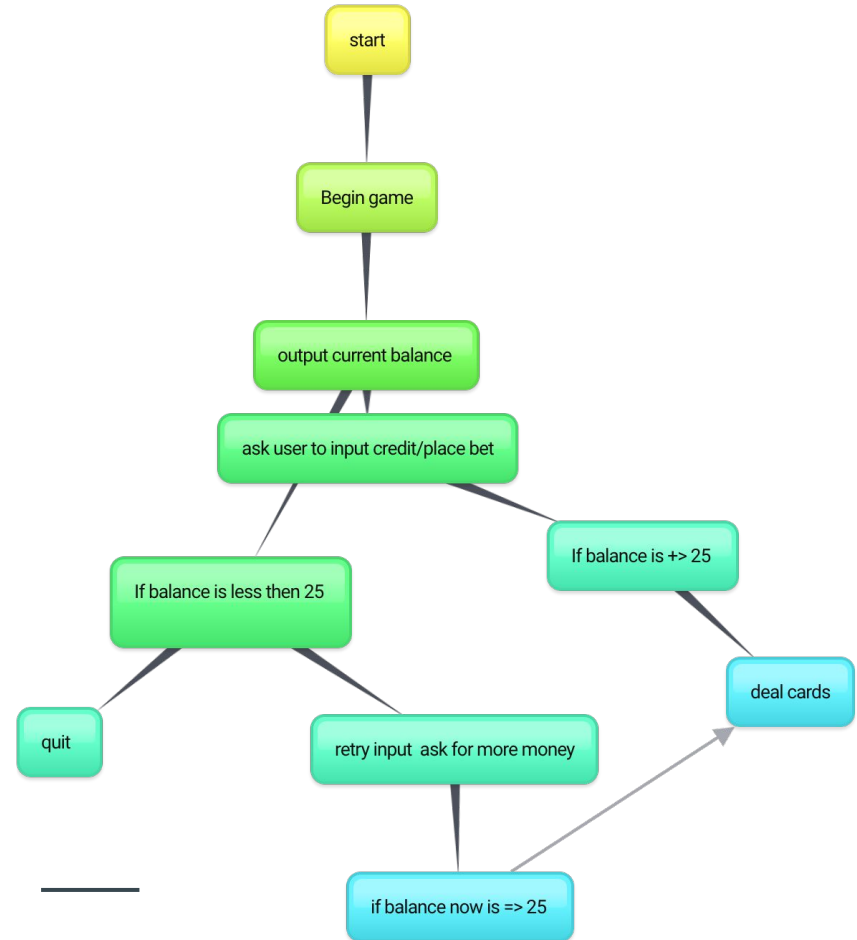 start
Begin game
output current balance
ask user to input credit/place bet
If balance is +> 25
If balance is less then 25
deal cards
quit
retry input  ask for more money
if balance now is => 25